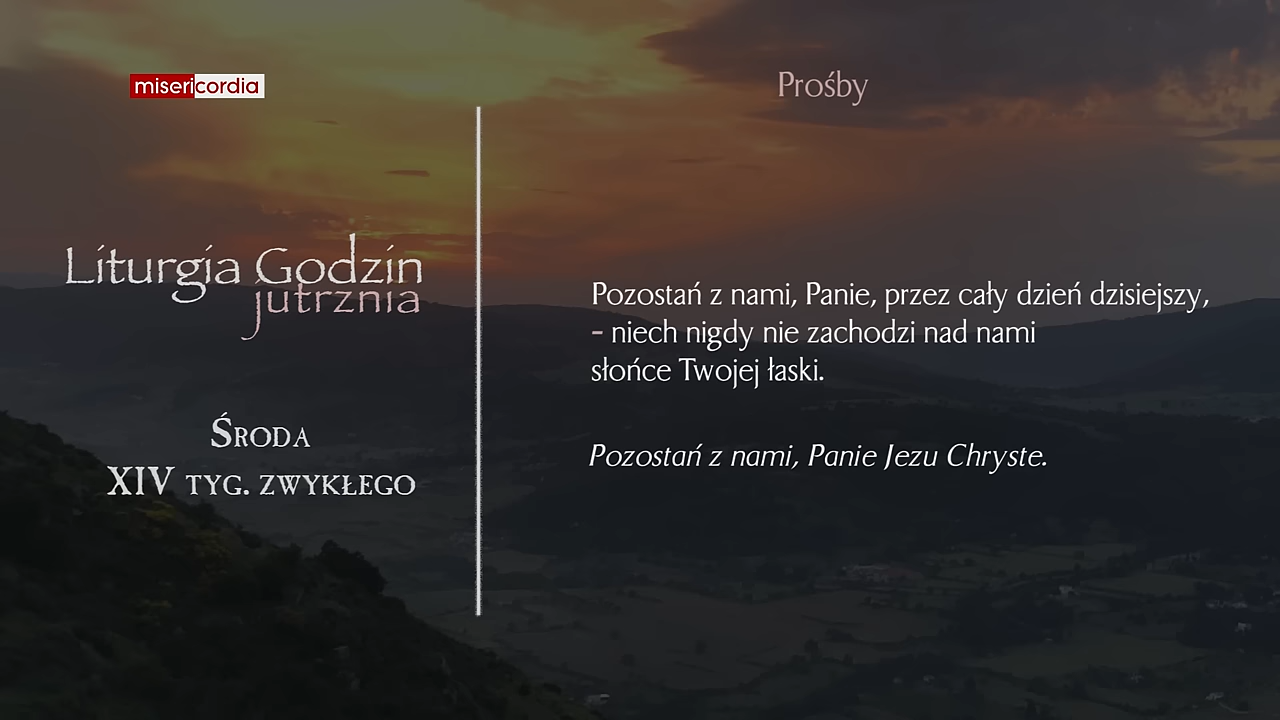 misericordia
Liturgia Godzin
jutrznia
Środa
XIV tyg. zwykłego
Prośby
Pozostań z nami, Panie, przez cały dzień dzisiejszy,
- niech nigdy nie zachodzi nad nami
słońce Twojej łaski.
Pozostań z nami, Panie Jezu Chryste.